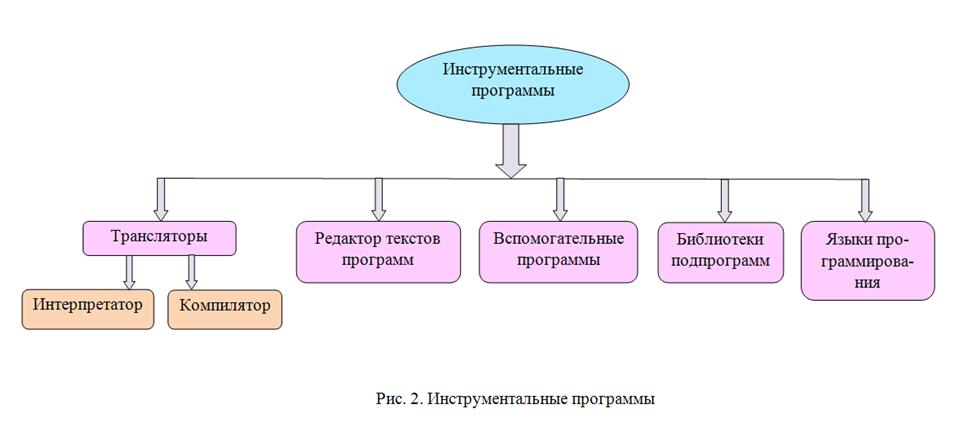 Инструментальные
программы
Трансляторы
Редактор текстов
программ
Вспомогательные
программы
Библиотеки
подпрограмм
Языки про-
граммирова-
ния
Интерпретатор
Компилятор
Рис. 2. Инструментальные программы